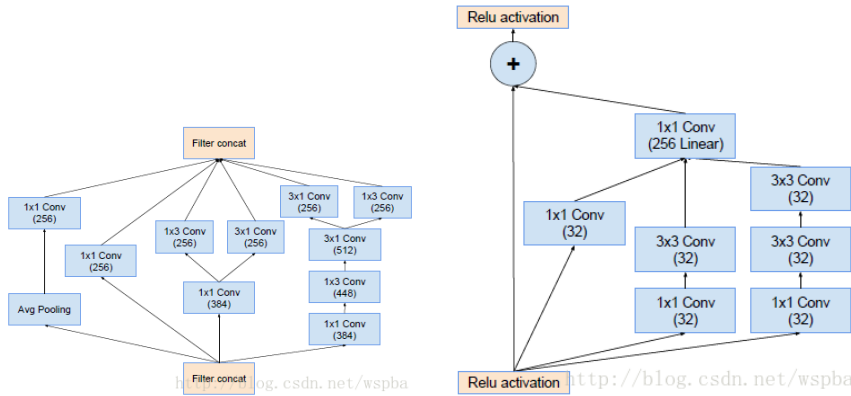 Relu activation
+
1x1 Conv
(256 Linear)
3x3 Conv
(32)
1x1 Conv
(32)
3x3 Conv
(32)
3x3 Conv
(32)
1x1 Conv
(32)
1x1 Conv
(32)
Relu activation
http://blog.csdn.net/wspba
Filter concat
1x1 Conv
(256)
3x1 Conv
(256)
1x3 Conv
(256)
1x1 Conv
(256)
1x3 Conv
(256)
3x1 Conv
(256)
3x1 Conv
(512)
1x3 Conv
(448)
Avg Pooling
1x1 Conv
(384)
1x1 Conv
(384)
Filter concat
http://blog.csdn.net/wspba